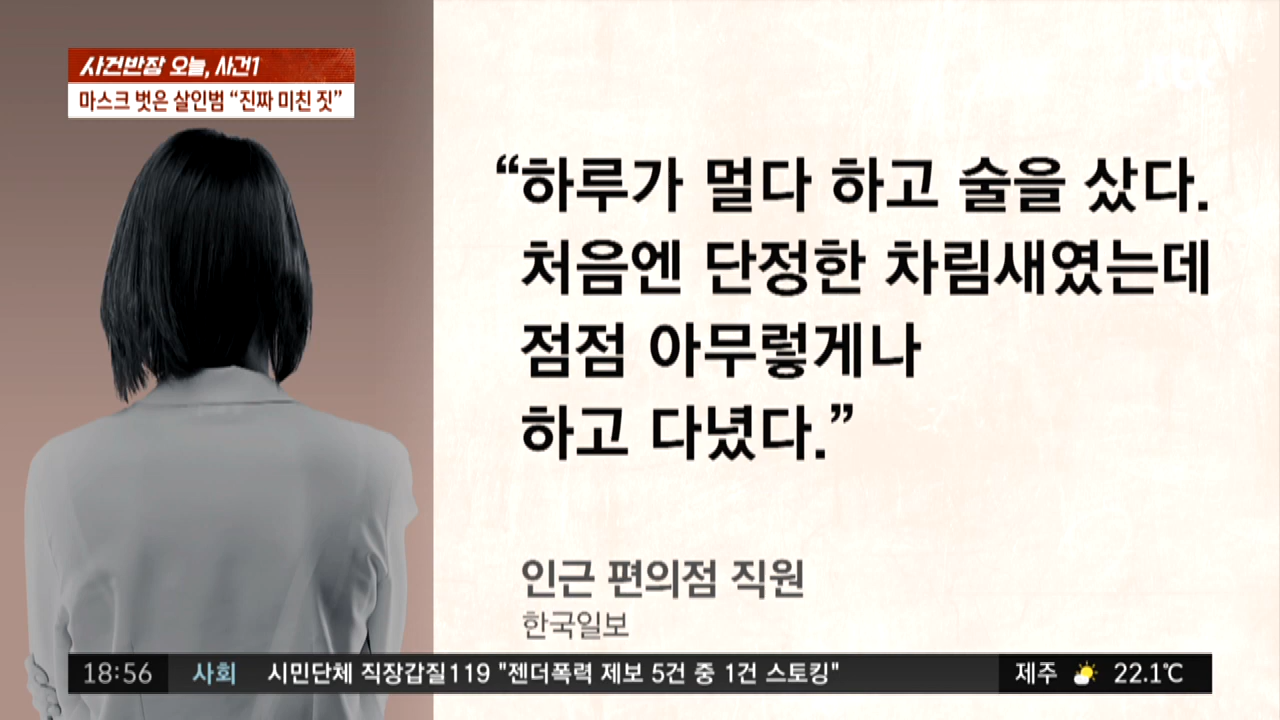 사건반장 오늘, 사건1
마스크 벗은 살인범 “진짜 미친 짓”
“하루가 멀다 하고 술을 샀다.
처음엔 단정한 차림새였는데
점점 아무렇게나
하고 다녔다.”
인근 편의점 직원
한국일보
18:56 사회 시민단체 직장갑질119 "젠더폭력 제보 5건 중 1건 스토킹" 제주 22.1℃